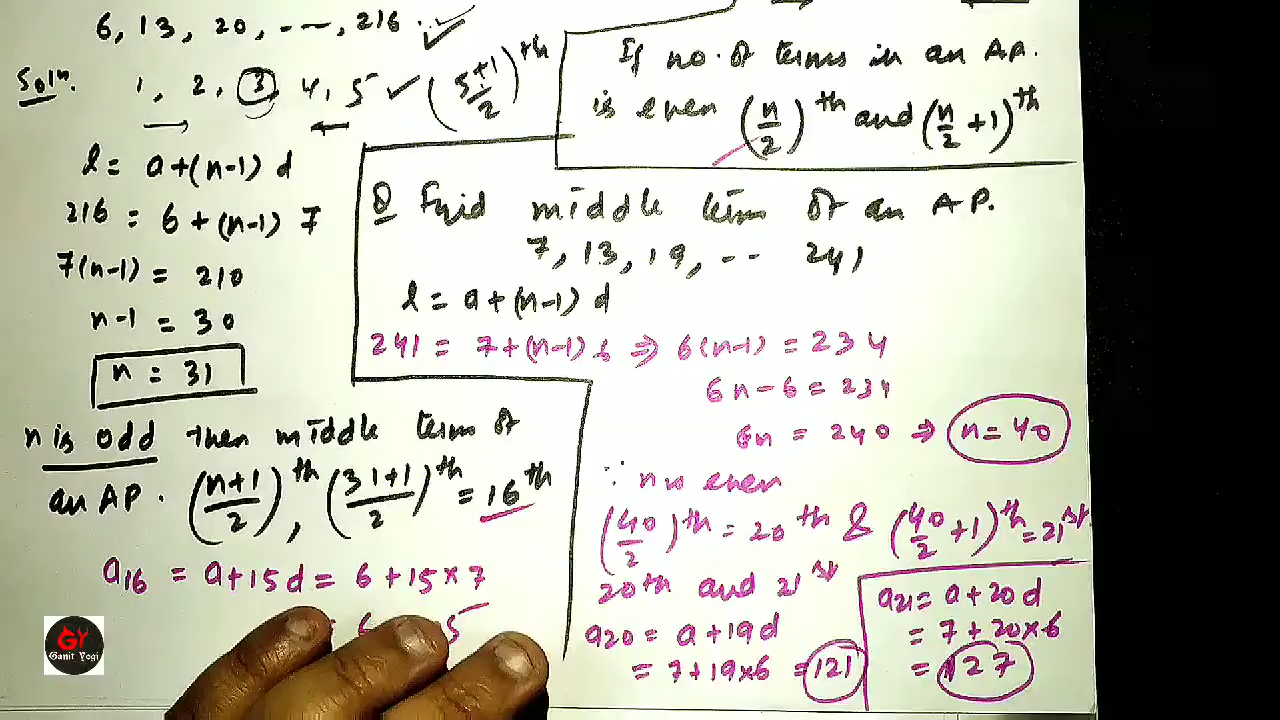 6, 13, 20, ----, 216.
Soln. 1, 2, 3, 4, 5 (5+1/2)th
l = a+(n-1) d
216 = 6 + (n-1) 7
7(n-1) = 210
n-1 = 30
n = 31
n is odd then middle term of
an AP. (n+1/2)th, (31+1/2)th = 16th
a16 = a+15d = 6+15×7
= 6 5
If no. of terms in an AP.
is even (n/2)th and (n/2 +1)th
Q Find middle term of an AP.
7, 13, 19, --- 241
l = a+(n-1) d
241 = 7+(n-1) 6 ⇒ 6(n-1) = 234
6n-6 = 234
6n = 240 ⇒ n=40
∵ n is even
(40/2)th = 20th & (40/2 +1)th = 21st.
20th and 21st
a20 = a+19d
= 7+19×6 = 121
a21 = a+20d
= 7+20×6
= 127
GY
Ganit Yogi